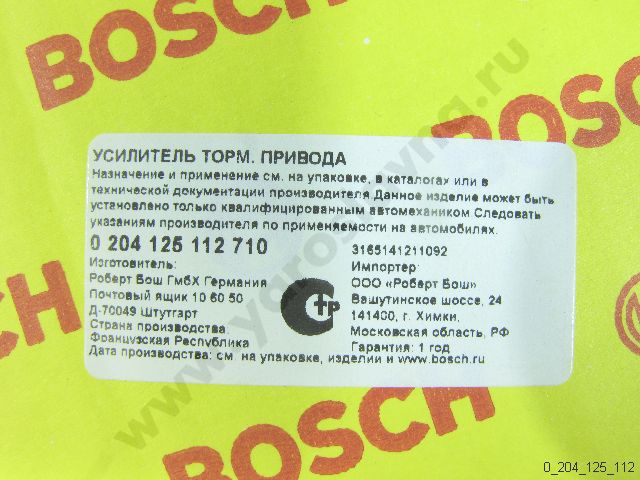 BOSCH
BOSCH
BOSCH
УСИЛИТЕЛЬ ТОРМ. ПРИВОДА
Назначение и применение см. на упаковке, в каталогах или в
технической документации производителя.Данное изделие может быть
установлено только квалифицированным автомехаником.Следовать
указаниям производителя по применяемости на автомобилях.
0 204 125 112 710
Изготовитель:
Роберт Бош ГмбХ Германия
Почтовый ящик 10 60 50
Д-70049 Штутгарт
Страна производства
Французская Республика
3165141211092
Импортер:
ООО «Роберт Бош»
Вашутинское шоссе, 24
141400, г. Химки,
Московская область, РФ
Гарантия: 1 год
Дата производства: см. на упаковке, изделии и www.bosch.ru
BOSCH
0_204_125_112